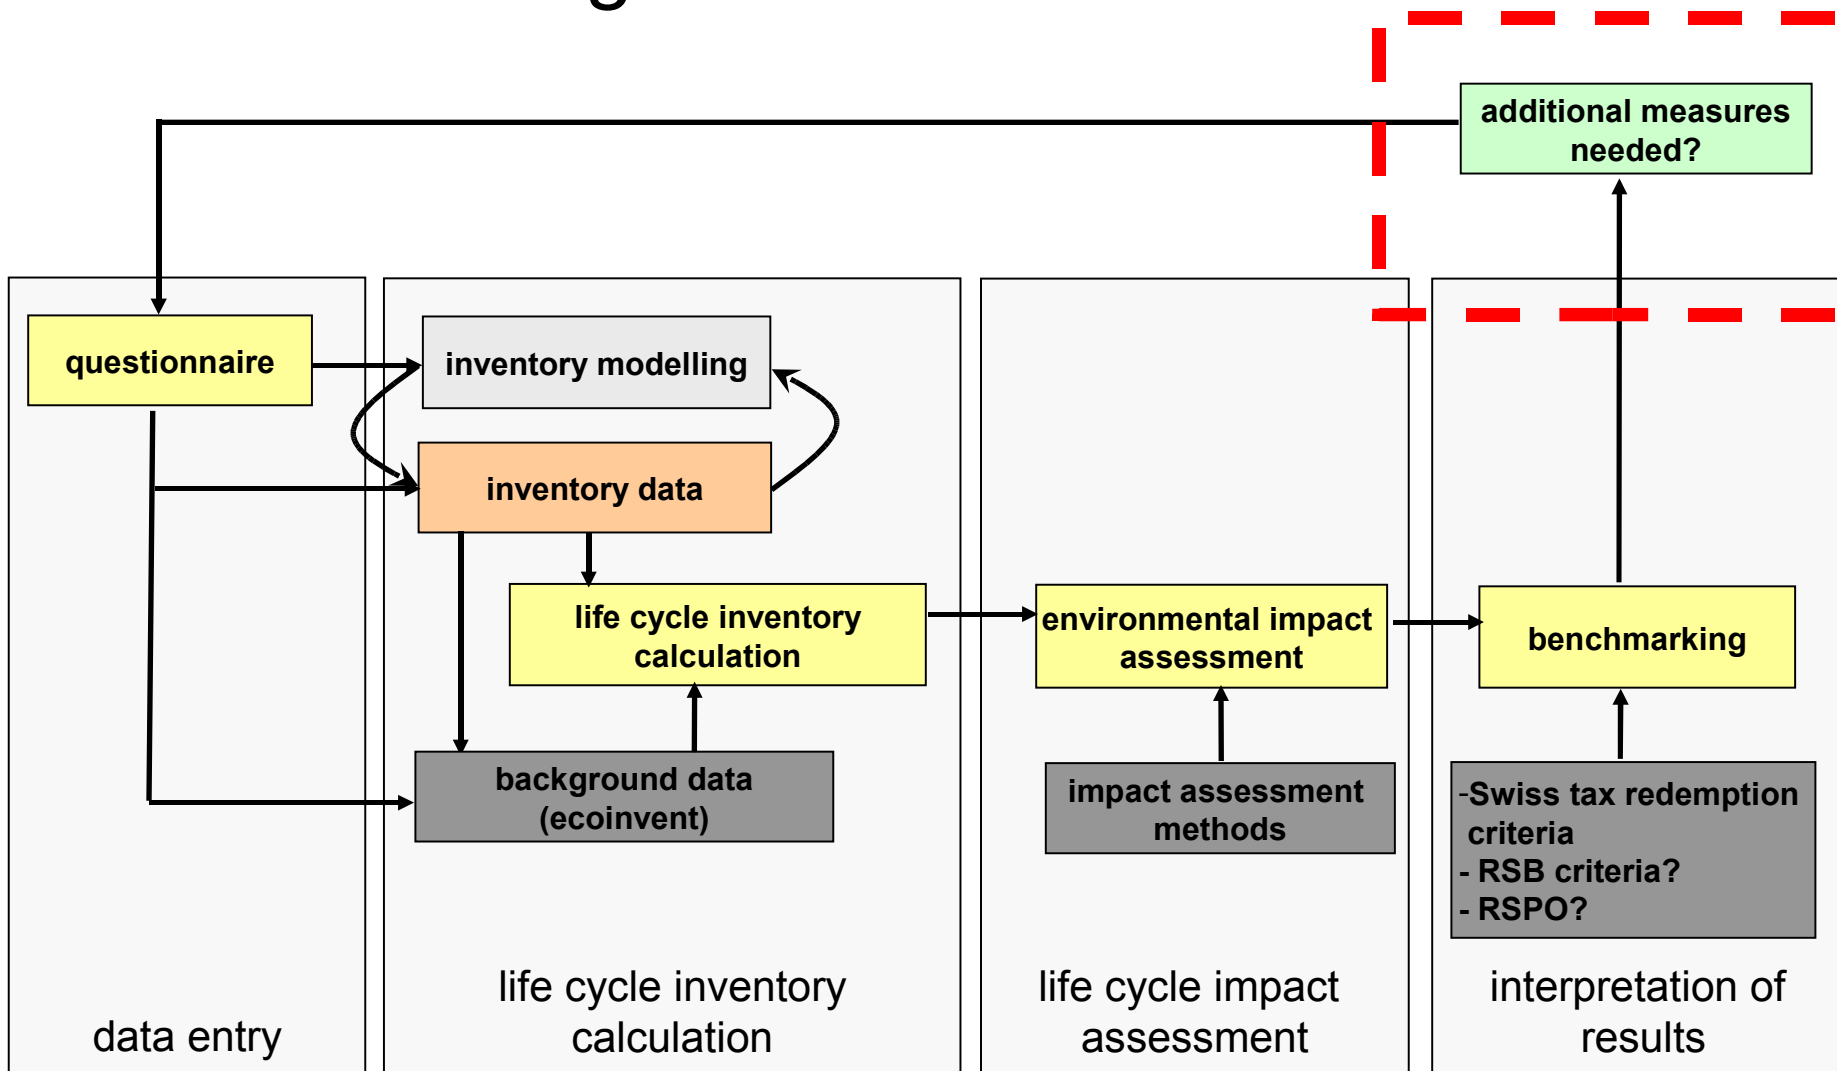 additional measures
needed?
questionnaire
inventory modelling
inventory data
life cycle inventory
calculation
environmental impact
assessment
benchmarking
background data
(ecoinvent)
impact assessment
methods
-Swiss tax redemption
criteria
- RSB criteria?
- RSPO?
data entry
life cycle inventory
calculation
life cycle impact
assessment
interpretation of
results